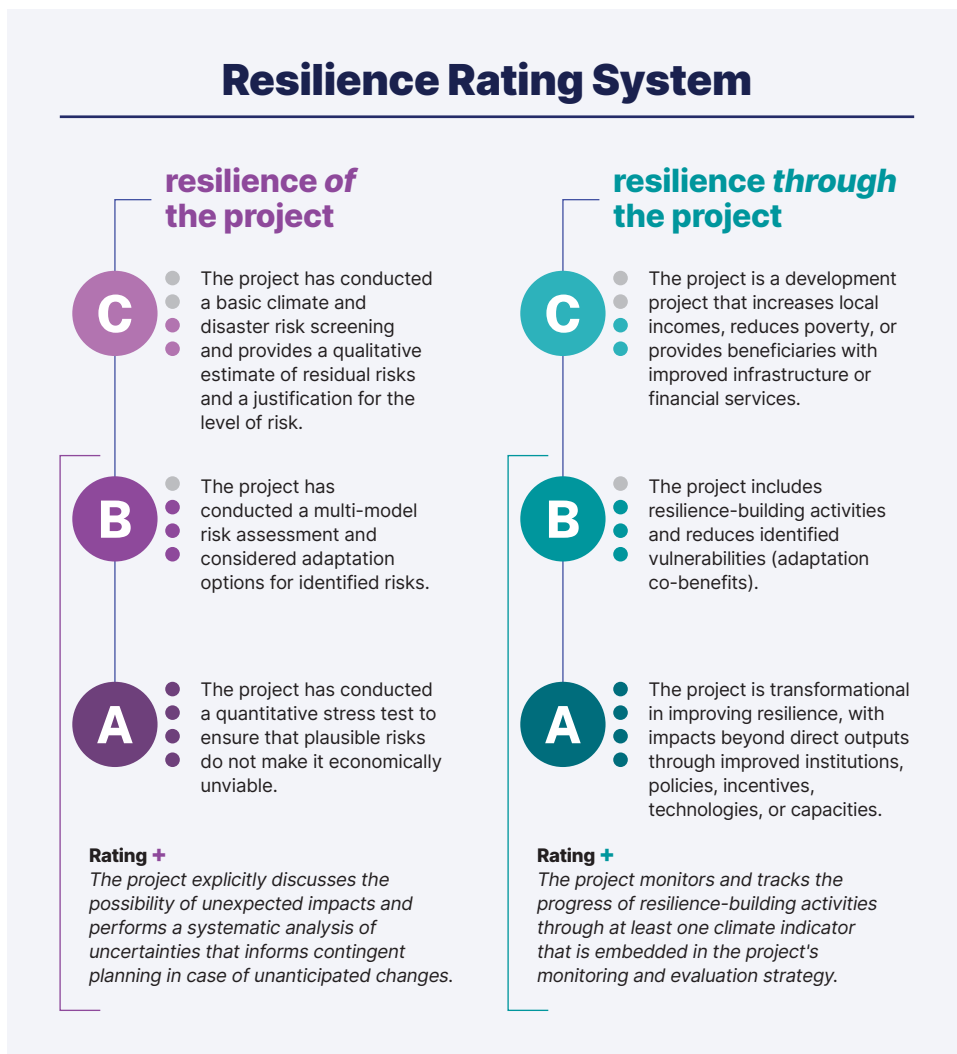 Resilience Rating System
resilience of
the project
C
The project has conducted
a basic climate and
disaster risk screening
and provides a qualitative
estimate of residual risks
and a justification for the
level of risk.
B
The project has
conducted a multi-model
risk assessment and
considered adaptation
options for identified risks.
A
The project has conducted
a quantitative stress test to
ensure that plausible risks
do not make it economically
unviable.
Rating +
The project explicitly discusses the
possibility of unexpected impacts and
performs a systematic analysis of
uncertainties that informs contingent
planning in case of unanticipated changes.
resilience through
the project
C
The project is a development
project that increases local
incomes, reduces poverty, or
provides beneficiaries with
improved infrastructure or
financial services.
B
The project includes
resilience-building activities
and reduces identified
vulnerabilities (adaptation
co-benefits).
A
The project is transformational
in improving resilience, with
impacts beyond direct outputs
through improved institutions,
policies, incentives,
technologies, or capacities.
Rating +
The project monitors and tracks the
progress of resilience-building activities
through at least one climate indicator
that is embedded in the project's
monitoring and evaluation strategy.